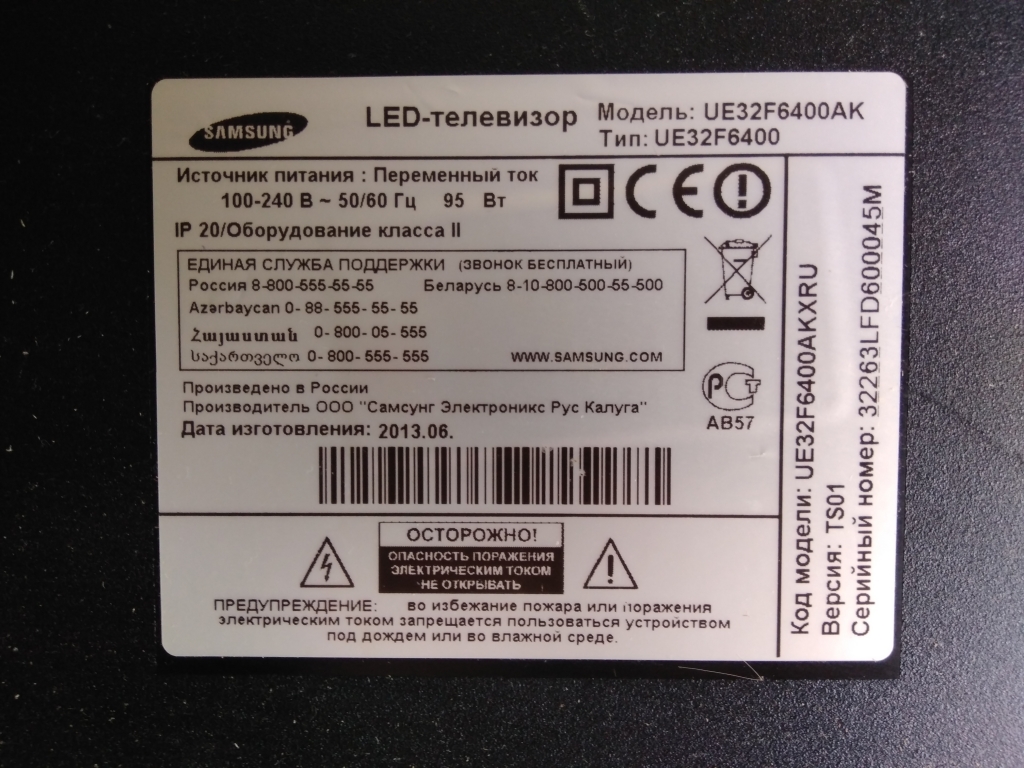 SAMSUNG
LED-телевизор
Модель: UE32F6400AK
Тип: UE32F6400
Источник питания : Переменный ток
100-240 В ~ 50/60 Гц 95 Вт
IP 20/Оборудование класса II
ЕДИНАЯ СЛУЖБА ПОДДЕРЖКИ (ЗВОНОК БЕСПЛАТНЫЙ)
Россия 8-800-555-55-55 Беларусь 8-10-800-500-55-500
Azərbaycan 0- 88- 555- 55- 55
Հայաստան 0- 800- 05- 555
საქართველო 0- 800- 555- 555 WWW.SAMSUNG.COM
Произведено в России
Производитель ООО "Самсунг Электроникс Рус Калуга"
Дата изготовления: 2013.06.
CE
РСТ
АВ57
ОСТОРОЖНО!
ОПАСНОСТЬ ПОРАЖЕНИЯ
ЭЛЕКТРИЧЕСКИМ ТОКОМ
НЕ ОТКРЫВАТЬ
ПРЕДУПРЕЖДЕНИЕ: во избежание пожара или поражения
электрическим током запрещается пользоваться устройством
под дождем или во влажной среде.
Код модели: UE32F6400AKXRU
Версия: TS01
Серийный номер: 32263LFD600045M